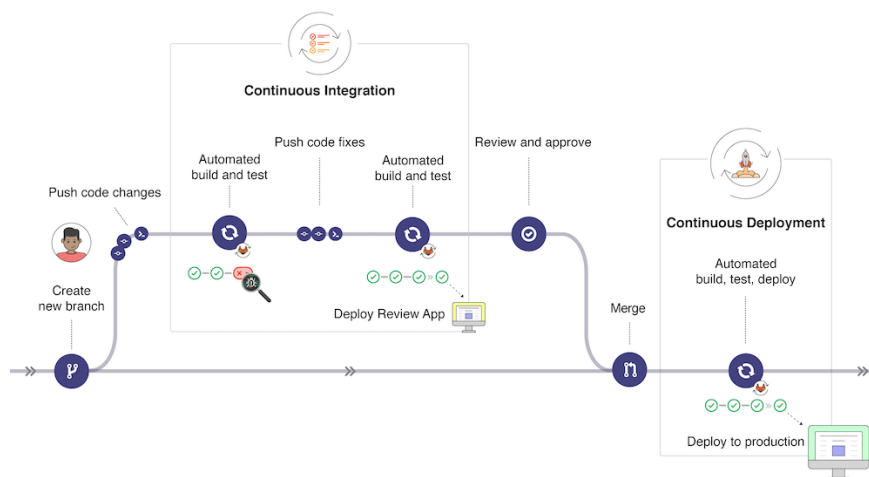 Continuous Integration
Push code fixes
Review and approve
Automated
build and test
Automated
build and test
Push code changes
Continuous Deployment
Create
new branch
Automated
build, test, deploy
Deploy Review App
Merge
Deploy to production